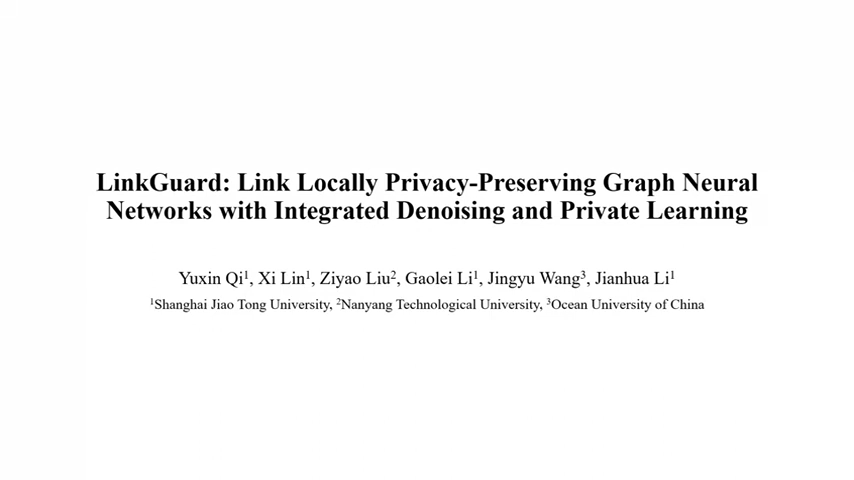 LinkGuard: Link Locally Privacy-Preserving Graph Neural
Networks with Integrated Denoising and Private Learning
Yuxin Qi¹, Xi Lin¹, Ziyao Liu², Gaolei Li¹, Jingyu Wang³, Jianhua Li¹
¹Shanghai Jiao Tong University, ²Nanyang Technological University, ³Ocean University of China